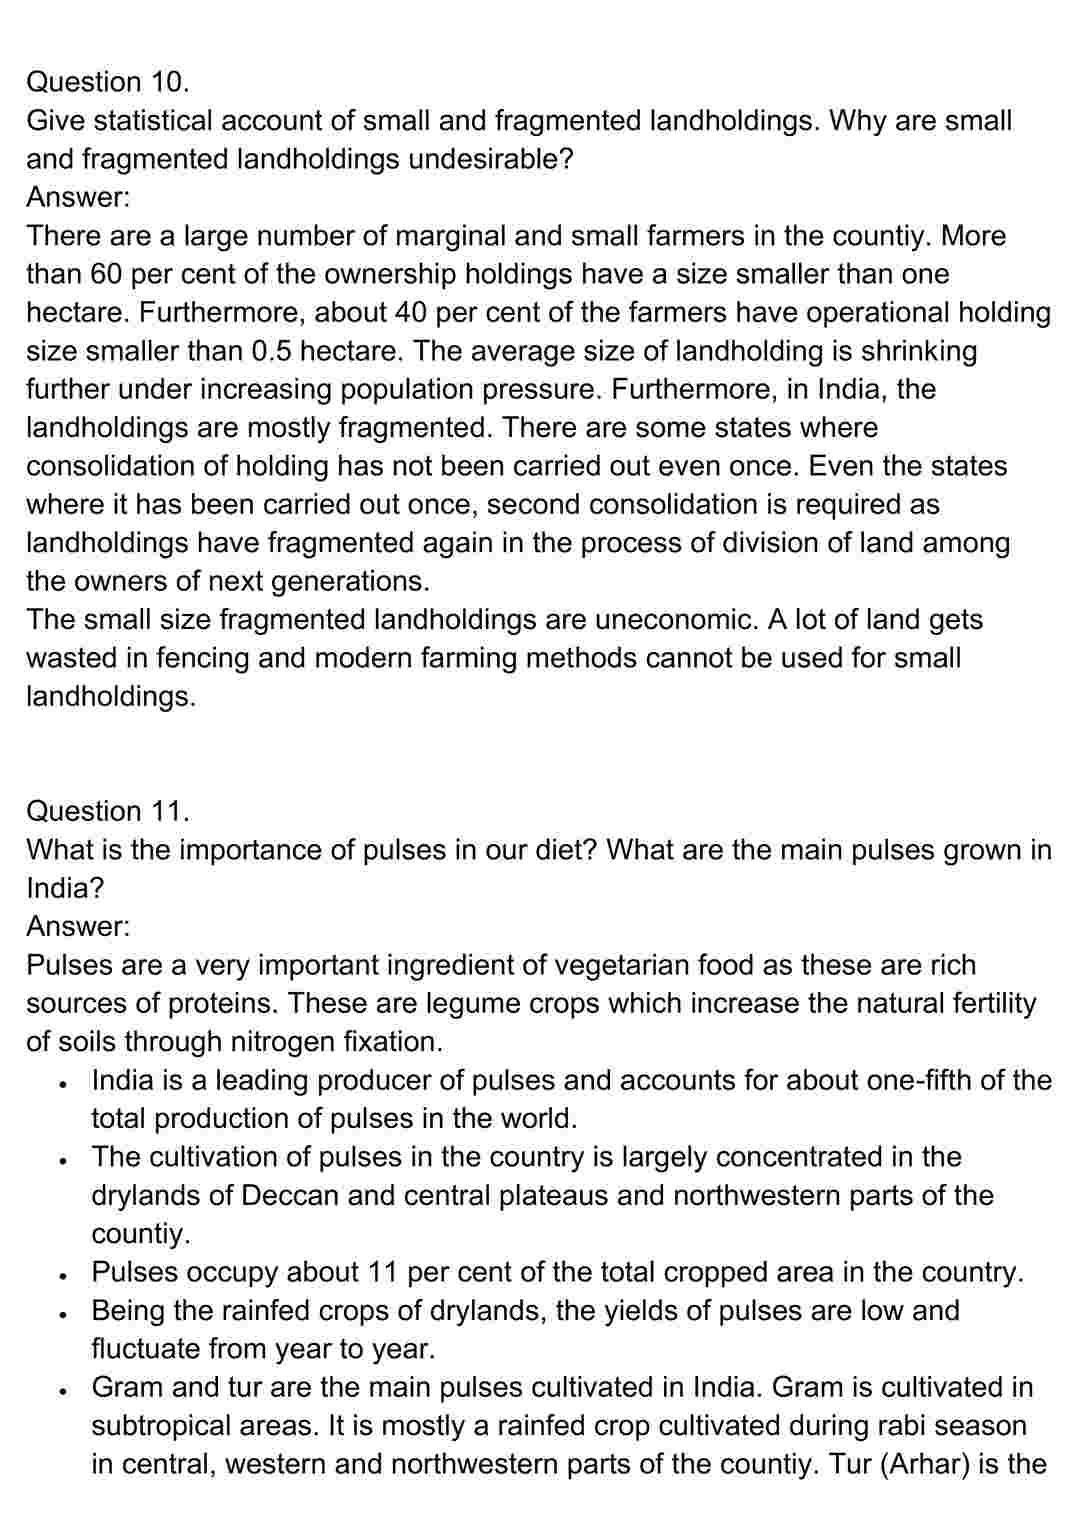 Question 10.
Give statistical account of small and fragmented landholdings. Why are small
and fragmented landholdings undesirable?
Answer:
There are a large number of marginal and small farmers in the countiy. More
than 60 per cent of the ownership holdings have a size smaller than one
hectare. Furthermore, about 40 per cent of the farmers have operational holding
size smaller than 0.5 hectare. The average size of landholding is shrinking
further under increasing population pressure. Furthermore, in India, the
landholdings are mostly fragmented. There are some states where
consolidation of holding has not been carried out even once. Even the states
where it has been carried out once, second consolidation is required as
landholdings have fragmented again in the process of division of land among
the owners of next generations.
The small size fragmented landholdings are uneconomic. A lot of land gets
wasted in fencing and modern farming methods cannot be used for small
landholdings.
Question 11.
What is the importance of pulses in our diet? What are the main pulses grown in
India?
Answer:
Pulses are a very important ingredient of vegetarian food as these are rich
sources of proteins. These are legume crops which increase the natural fertility
of soils through nitrogen fixation.
• India is a leading producer of pulses and accounts for about one-fifth of the
total production of pulses in the world.
• The cultivation of pulses in the country is largely concentrated in the
drylands of Deccan and central plateaus and northwestern parts of the
countiy.
• Pulses occupy about 11 per cent of the total cropped area in the country.
• Being the rainfed crops of drylands, the yields of pulses are low and
fluctuate from year to year.
• Gram and tur are the main pulses cultivated in India. Gram is cultivated in
subtropical areas. It is mostly a rainfed crop cultivated during rabi season
in central, western and northwestern parts of the countiy. Tur (Arhar) is the